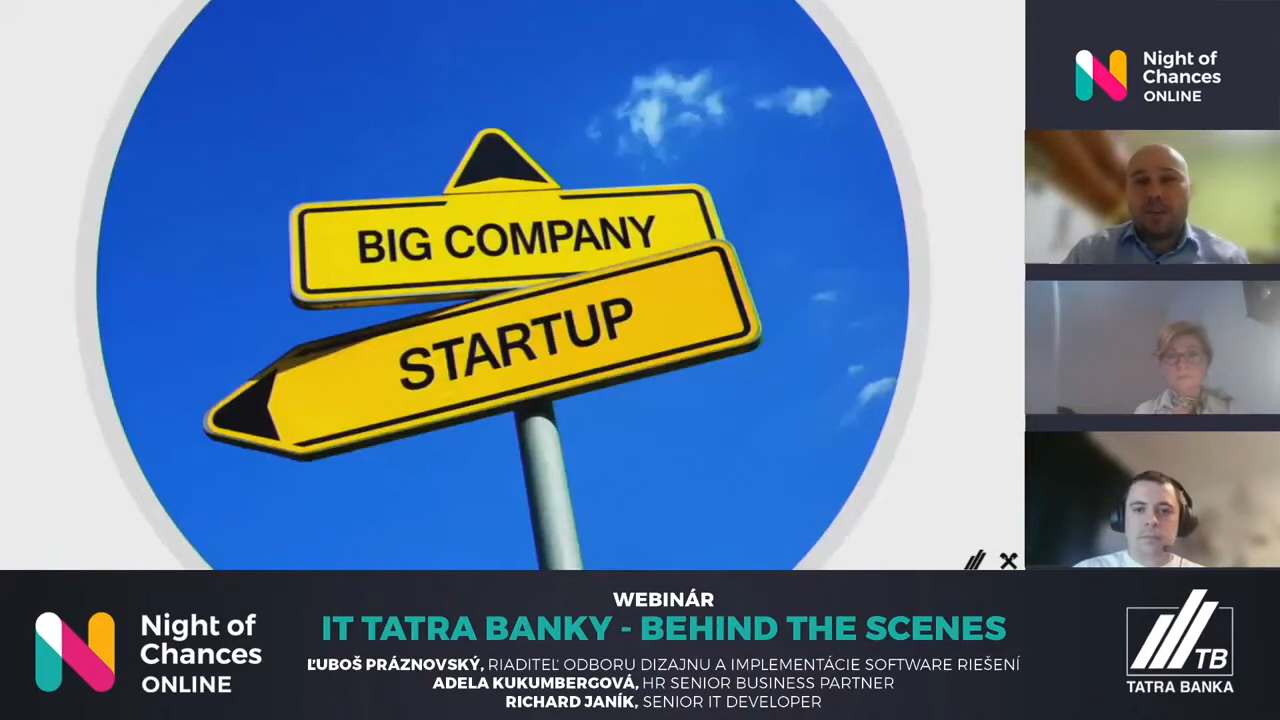 BIG COMPANY
STARTUP
Night of
Chances
ONLINE
Night of
Chances
ONLINE
WEBINÁR
IT TATRA BANKY - BEHIND THE SCENES
ĽUBOŠ PRÁZNOVSKÝ, RIADITEĽ ODBORU DIZAJNU A IMPLEMENTÁCIE SOFTWARE RIEŠENÍ
ADELA KUKUMBERGOVÁ, HR SENIOR BUSINESS PARTNER
RICHARD JANÍK, SENIOR IT DEVELOPER
TB
TATRA BANKA